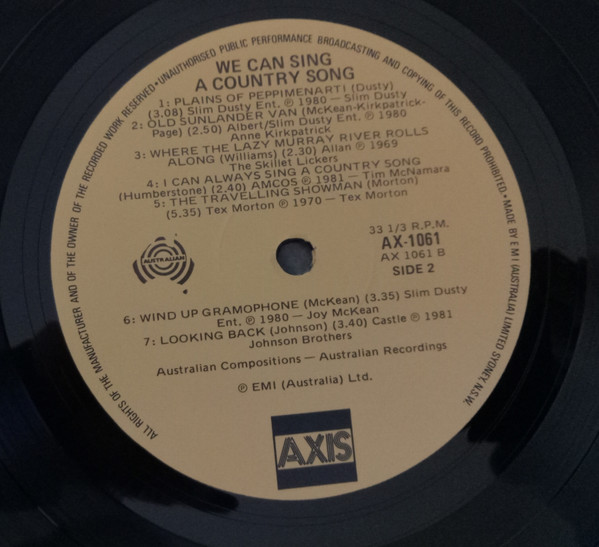 ALL RIGHTS OF THE MANUFACTURER AND OF THE OWNER OF THE RECORDED WORK RESERVED • UNAUTHORISED PUBLIC PERFORMANCE BROADCASTING AND COPYING OF THIS RECORD PROHIBITED • MADE BY E M I (AUSTRALIA) LIMITED SYDNEY, N.S.W.
WE CAN SING
A COUNTRY SONG
1: PLAINS OF PEPPIMENARTI (Dusty)
(3.08) Slim Dusty Ent. ℗ 1980 — Slim Dusty
2: OLD SUNLANDER VAN (McKean-Kirkpatrick-
Page) (2.50) Albert/Slim Dusty Ent. ℗ 1980
Anne Kirkpatrick
3: WHERE THE LAZY MURRAY RIVER ROLLS
ALONG (Williams) (2.30) Allan ℗ 1969
The Skillet Lickers
4: I CAN ALWAYS SING A COUNTRY SONG
(Humberstone) (2.40) AMCOS ℗ 1981 — Tim McNamara
5: THE TRAVELLING SHOWMAN (Morton)
(5.35) Tex Morton ℗ 1970 — Tex Morton
33 1/3 R.P.M.
AX-1061
AX 1061 B
SIDE 2
AUSTRALIAN
6: WIND UP GRAMOPHONE (McKean) (3.35) Slim Dusty
Ent. ℗ 1980 — Joy McKean
7: LOOKING BACK (Johnson) (3.40) Castle ℗ 1981
Johnson Brothers
Australian Compositions — Australian Recordings
℗ EMI (Australia) Ltd.
AXIS